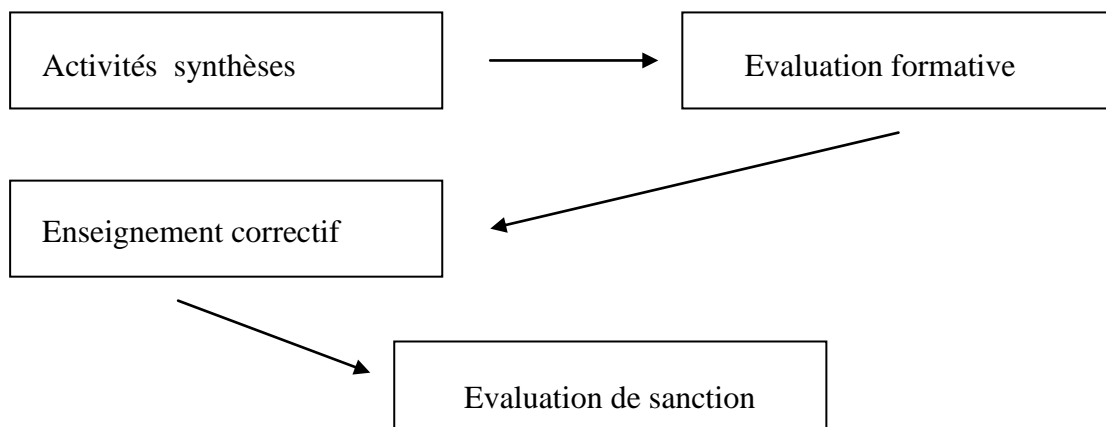 Activités synthèses
Evaluation formative
Enseignement correctif
Evaluation de sanction